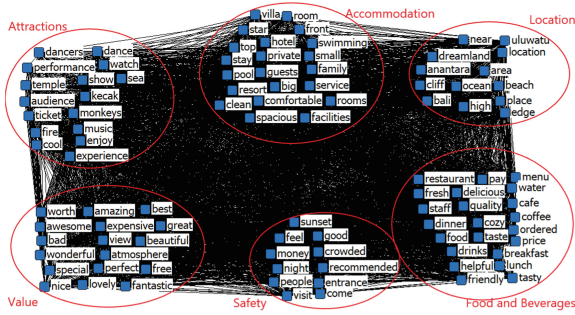 Attractions
dancers dance
performance watch
temple show sea
audience kecak
ticket monkeys
fire music
cool enjoy
experience
Accommodation
villa room
star front
top hotel swimming
stay private small
pool guests family
resort big service
clean comfortable rooms
spacious facilities
Location
near uluwatu
dreamland location
anantara area
cliff ocean beach
bali high place
edge
Value
worth amazing best
awesome expensive great
bad view beautiful
wonderful atmosphere
special perfect free
nice lovely fantastic
Safety
sunset
feel good
money crowded
night recommended
people entrance
visit come
Food and Beverages
restaurant pay menu
fresh delicious water
staff quality cafe
dinner cozy coffee
food taste ordered
price
drinks breakfast
helpful lunch
friendly tasty